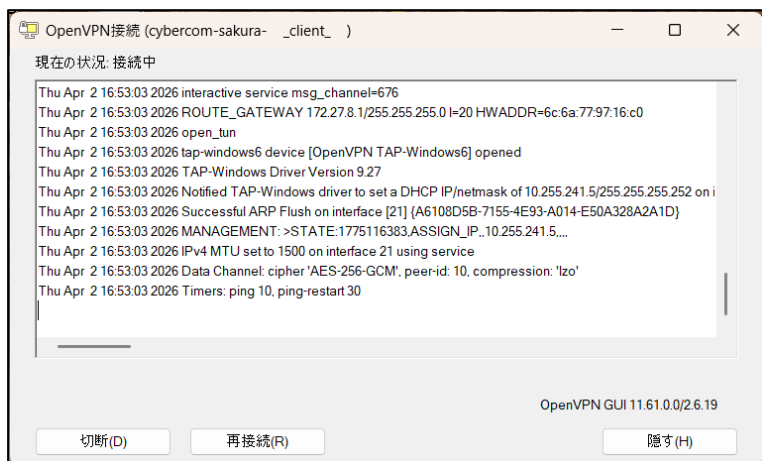 OpenVPN接続 (cybercom-sakura- _client_ )
現在の状況: 接続中
Thu Apr 2 16:53:03 2026 interactive service msg_channel=676
Thu Apr 2 16:53:03 2026 ROUTE_GATEWAY 172.27.8.1/255.255.255.0 I=20 HWADDR=6c:6a:77:97:16:c0
Thu Apr 2 16:53:03 2026 open_tun
Thu Apr 2 16:53:03 2026 tap-windows6 device [OpenVPN TAP-Windows6] opened
Thu Apr 2 16:53:03 2026 TAP-Windows Driver Version 9.27
Thu Apr 2 16:53:03 2026 Notified TAP-Windows driver to set a DHCP IP/netmask of 10.255.241.5/255.255.255.252 on i
Thu Apr 2 16:53:03 2026 Successful ARP Flush on interface [21] {A6108D5B-7155-4E93-A014-E50A328A2A1D}
Thu Apr 2 16:53:03 2026 MANAGEMENT: >STATE:1775116383,ASSIGN_IP,,10.255.241.5,,,,
Thu Apr 2 16:53:03 2026 IPv4 MTU set to 1500 on interface 21 using service
Thu Apr 2 16:53:03 2026 Data Channel: cipher 'AES-256-GCM', peer-id: 10, compression: 'lzo'
Thu Apr 2 16:53:03 2026 Timers: ping 10, ping-restart 30
OpenVPN GUI 11.61.0.0/2.6.19
切断(D) 再接続(R) 隠す(H)